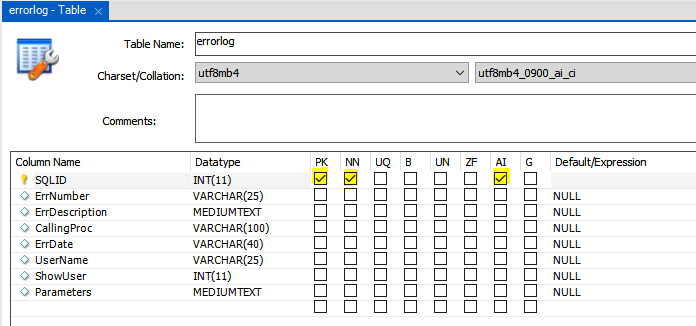 errorlog - Table ×
Table Name: errorlog
Charset/Collation: utf8mb4 utf8mb4_0900_ai_ci
Comments:
Column Name Datatype PK NN UQ B UN ZF AI G Default/Expression
SQLID INT(11)
ErrNumber VARCHAR(25) NULL
ErrDescription MEDIUMTEXT NULL
CallingProc VARCHAR(100) NULL
ErrDate VARCHAR(40) NULL
UserName VARCHAR(25) NULL
ShowUser INT(11) NULL
Parameters MEDIUMTEXT NULL